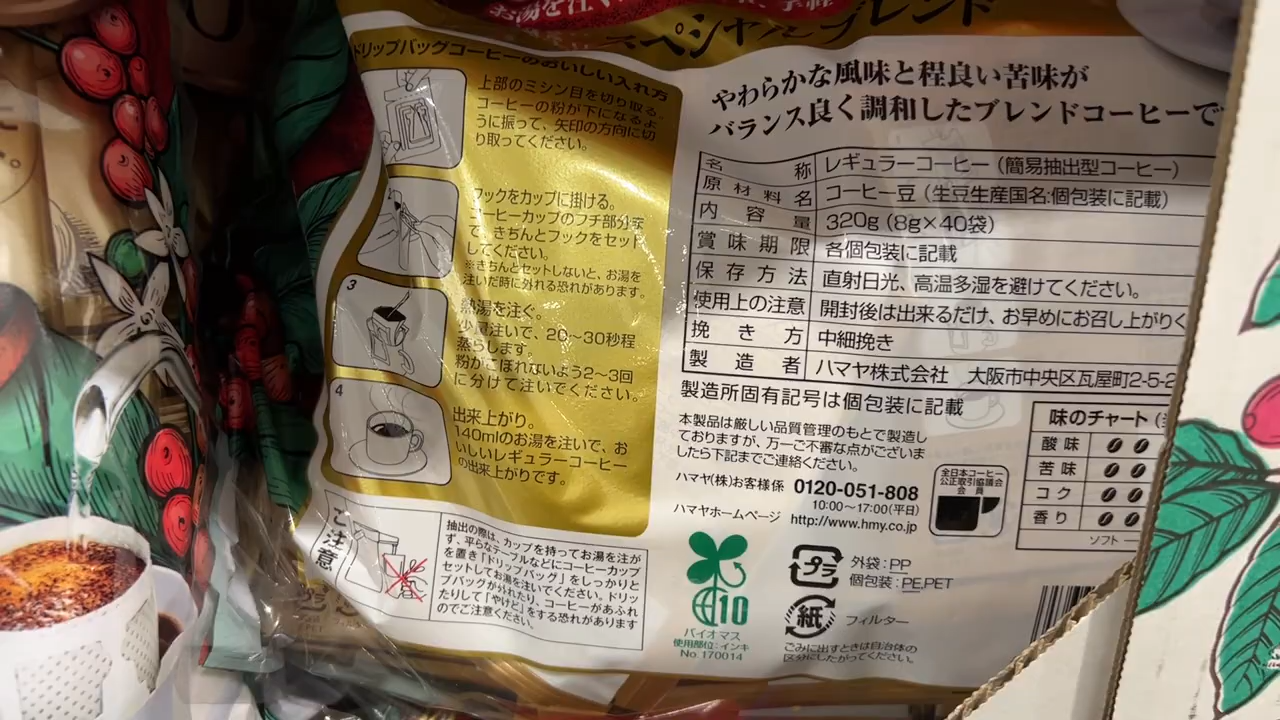 お湯を注
スペシャルブレンド
ドリップバッグコーヒーのおいしい入れ方
上部のミシン目を切り取る。
コーヒーの粉が下になるよ
うに振って、矢印の方向に切
り取ってください。
フックをカップに掛ける。
コーヒーカップのフチ部分ま
で、きちんとフックをセット
してください。
※きちんとセットしないと、お湯を
注いだ時に外れる恐れがあります。
3
熱湯を注ぐ。
少量注いで、20〜30秒程
蒸らします。
粉がこぼれないよう2〜3回
に分けて注いでください。
4
出来上がり。
140mlのお湯を注いで、お
いしいレギュラーコーヒー
の出来上がりです。
ご注意
抽出の際は、カップを持ってお湯を注が
ず、平らなテーブルなどにコーヒーカップ
を置き「ドリップバッグ」をしっかりと
セットしてお湯を注いでください。ドリッ
プバッグが外れたり、コーヒーがあふれ
たりして「やけど」をする恐れがあります
のでご注意ください。
やわらかな風味と程良い苦味が
バランス良く調和したブレンドコーヒーで
名称 レギュラーコーヒー（簡易抽出型コーヒー）
原材料名 コーヒー豆（生豆生産国名:個包装に記載）
内容量 320g（8g×40袋）
賞味期限 各個包装に記載
保存方法 直射日光、高温多湿を避けてください。
使用上の注意 開封後は出来るだけ、お早めにお召し上がりく
挽き方 中細挽き
製造者 ハマヤ株式会社 大阪市中央区瓦屋町2-5-2
製造所固有記号は個包装に記載
本製品は厳しい品質管理のもとで製造し
ておりますが、万一ご不審な点がございま
したら下記までご連絡ください。
ハマヤ(株)お客様係 0120-051-808
10:00〜17:00(平日)
ハマヤホームページ http://www.hmy.co.jp
全日本コーヒー
公正取引協議会
会員
味のチャート
酸味
苦味
コク
香り
ソフト
10
バイオマス
使用部位:インキ
No.170014
プラ
外袋:PP
個包装:PE,PET
紙
フィルター
ごみに出すときは自治体の
区分にしたがってください。